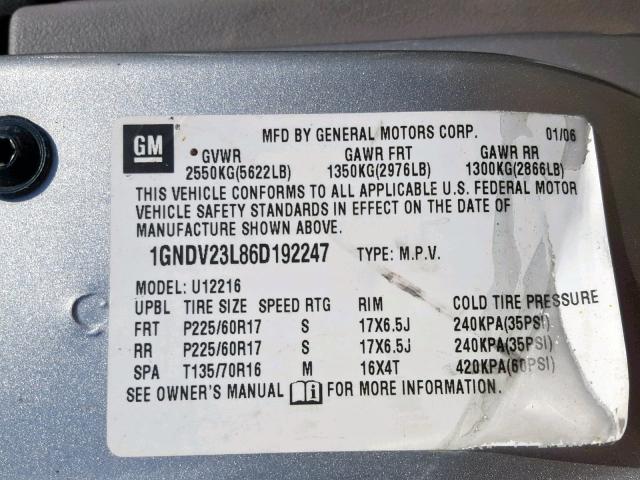 GM
MFD BY GENERAL MOTORS CORP. 01/06
GVWR GAWR FRT GAWR RR
2550KG(5622LB) 1350KG(2976LB) 1300KG(2866LB)
THIS VEHICLE CONFORMS TO ALL APPLICABLE U.S. FEDERAL MOTOR
VEHICLE SAFETY STANDARDS IN EFFECT ON THE DATE OF
MANUFACTURE SHOWN ABOVE.
1GNDV23L86D192247 TYPE: M.P.V.
MODEL: U12216
UPBL TIRE SIZE SPEED RTG RIM COLD TIRE PRESSURE
FRT P225/60R17 S 17X6.5J 240KPA(35PSI)
RR P225/60R17 S 17X6.5J 240KPA(35PSI)
SPA T135/70R16 M 16X4T 420KPA(60PSI)
SEE OWNER'S MANUAL i FOR MORE INFORMATION.